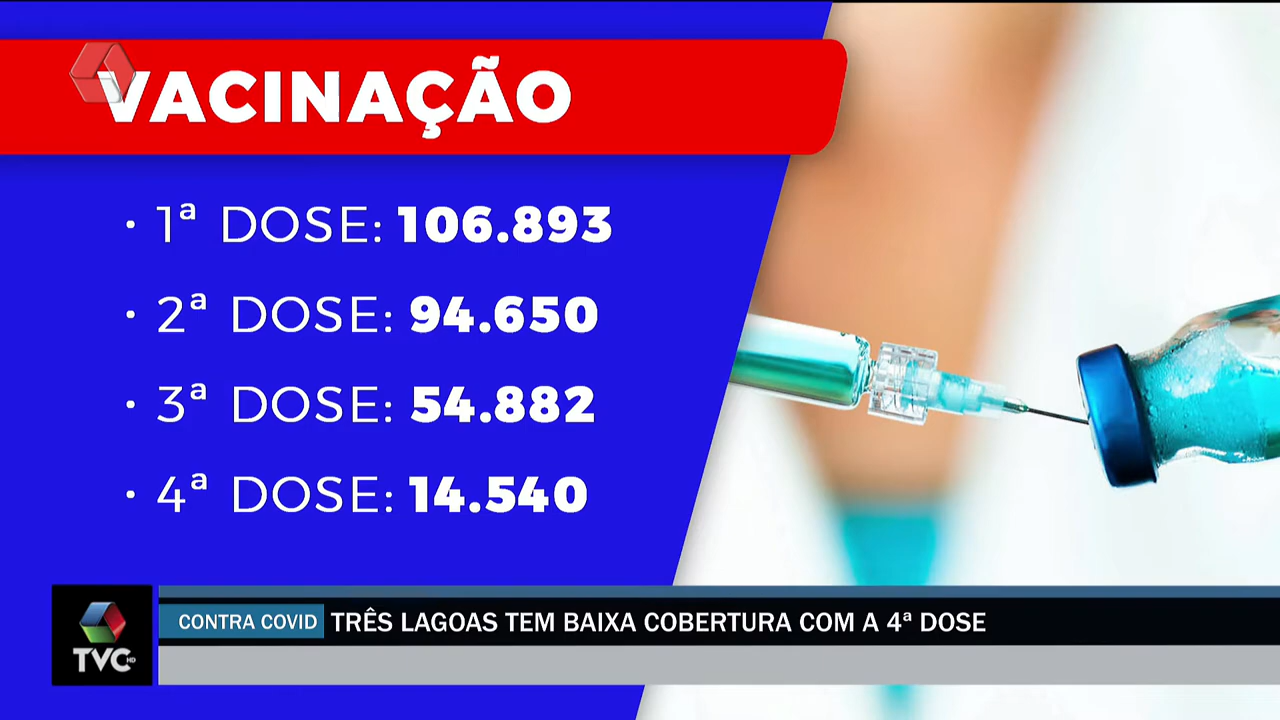 VACINAÇÃO
· 1ª DOSE: 106.893
· 2ª DOSE: 94.650
· 3ª DOSE: 54.882
· 4ª DOSE: 14.540
CONTRA COVID TRÊS LAGOAS TEM BAIXA COBERTURA COM A 4ª DOSE
TVC HD